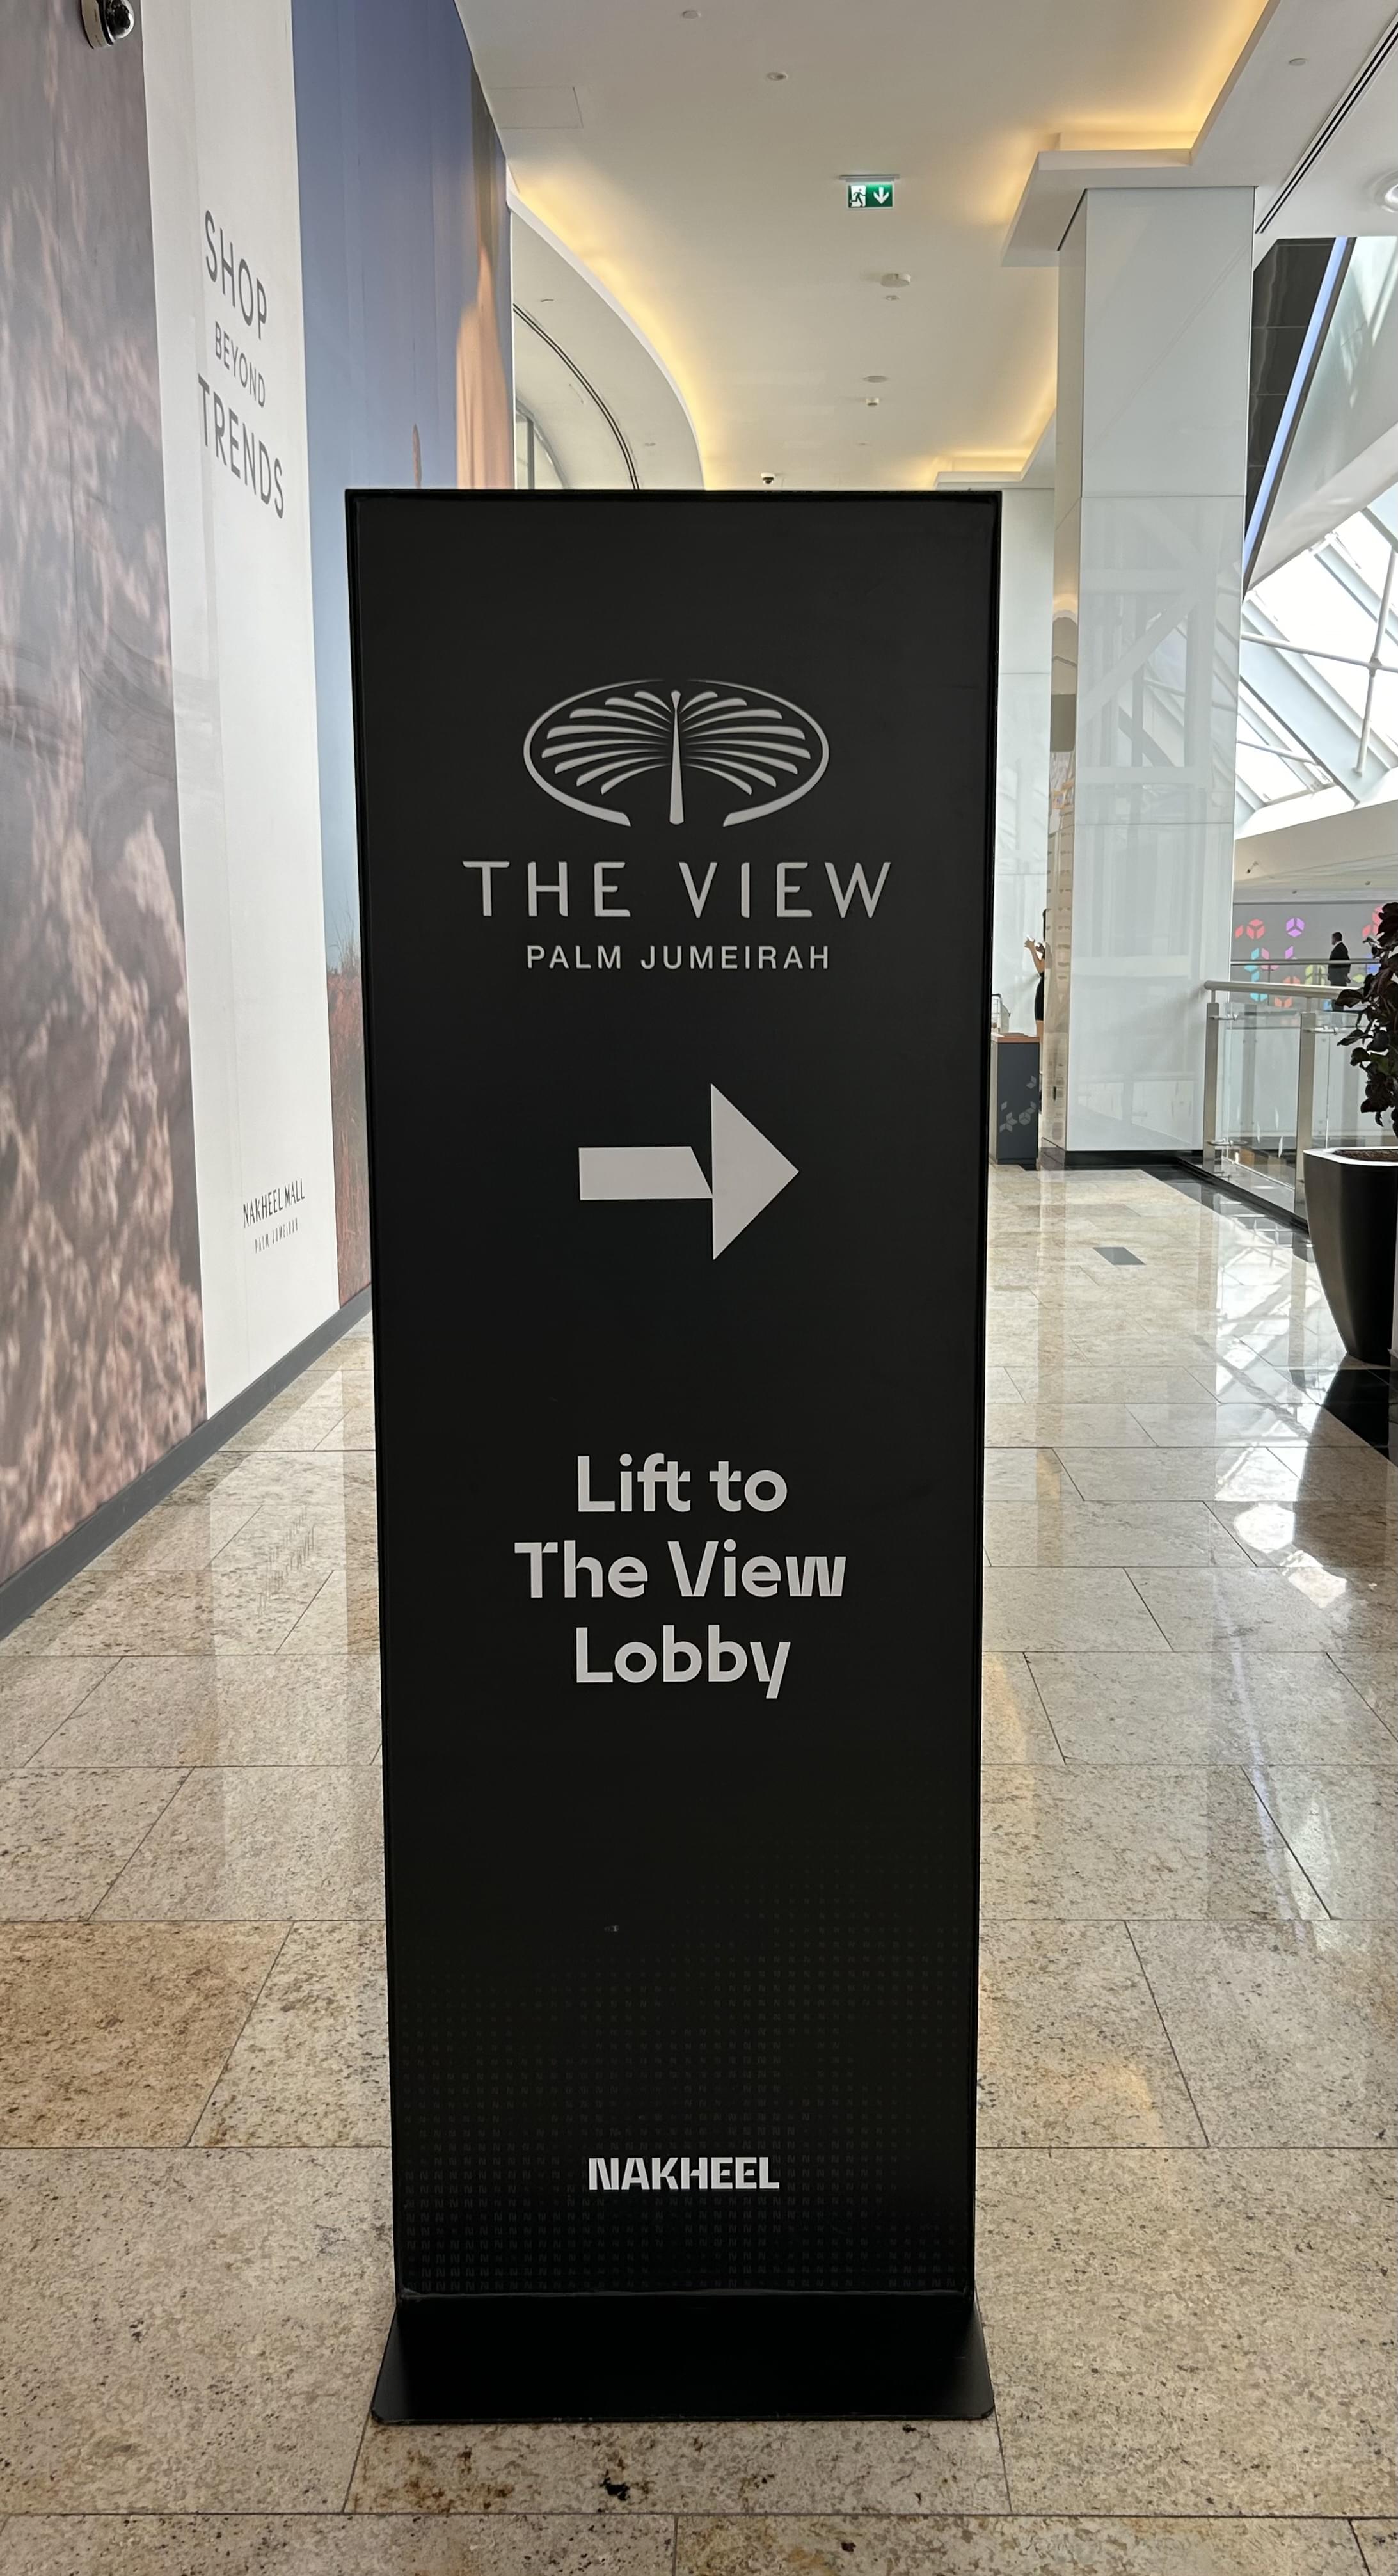 SHOP
BEYOND
TRENDS
NAKHEEL MALL
PALM JUMEIRAH
THE VIEW
PALM JUMEIRAH
Lift to
The View
Lobby
NAKHEEL